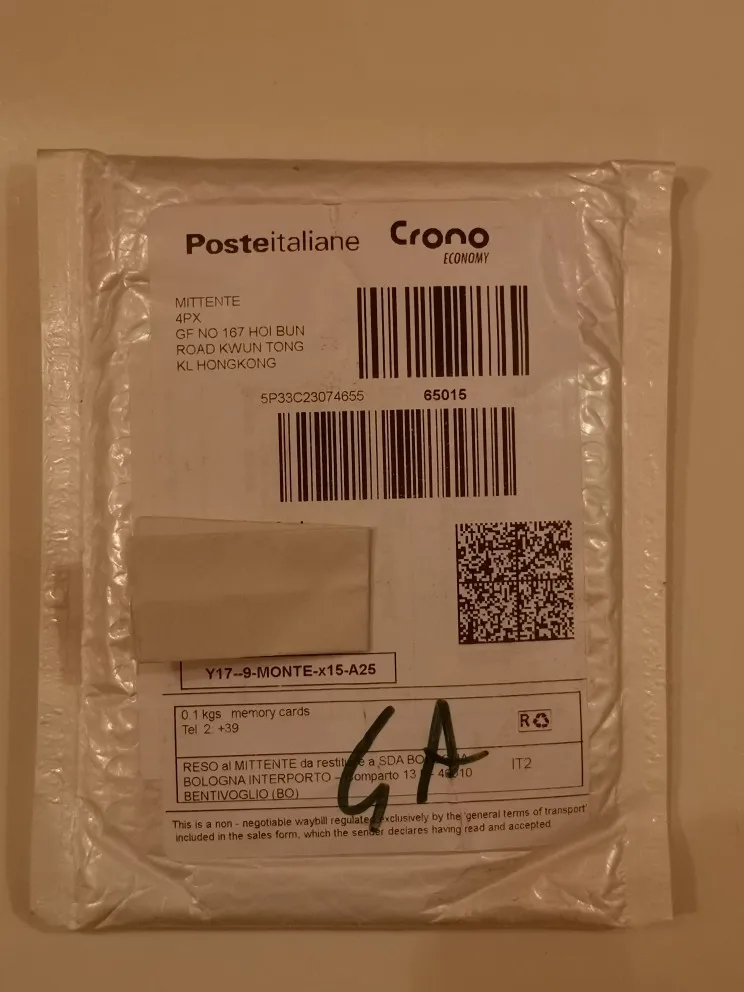 Posteitaliane Crono
ECONOMY
MITTENTE
4PX
GF NO 167 HOI BUN
ROAD KWUN TONG
KL HONGKONG
5P33C23074655 65015
Y17--9-MONTE-x15-A25
0.1 kgs memory cards
Tel 2: +39
R
RESO al MITTENTE da restituire a SDA
BOLOGNA INTERPORTO – Comparto 13
BENTIVOGLIO (BO)
IT2
GA
This is a non - negotiable waybill regulated exclusively by the 'general terms of transport'
included in the sales form, which the sender declares having read and accepted